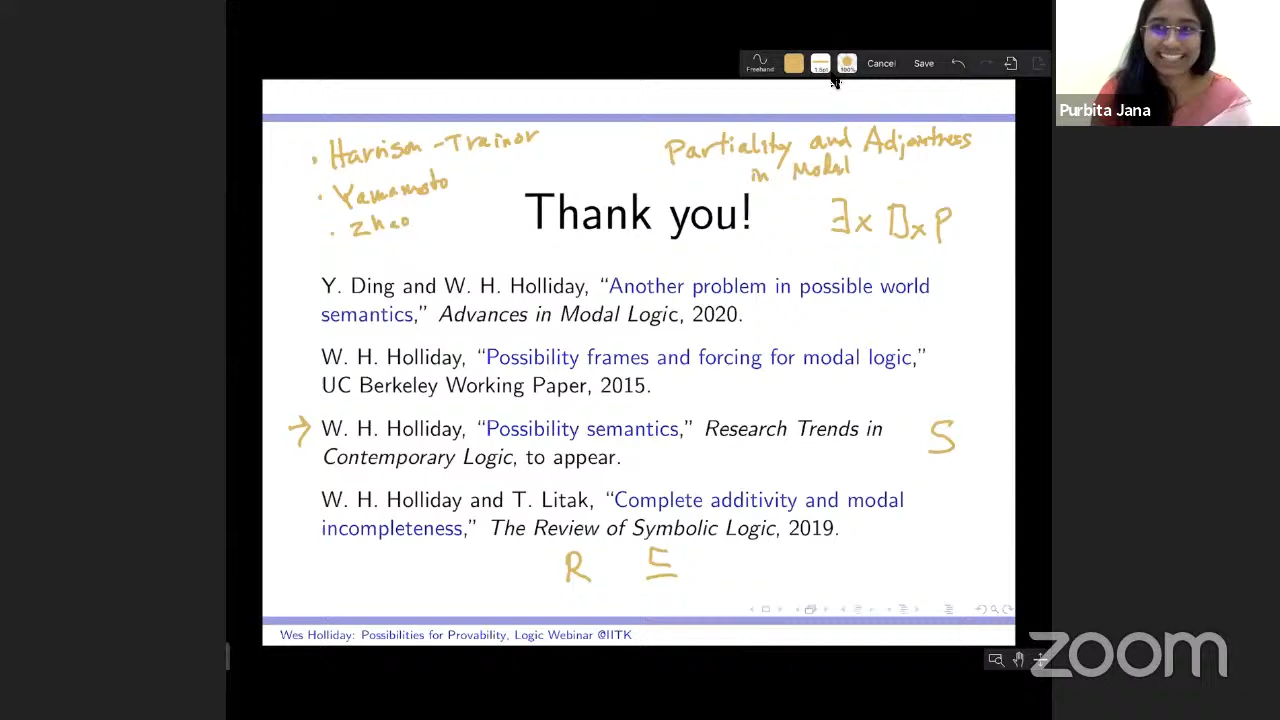 Freehand
1.5pt
100%
Cancel
Save
Purbita Jana
· Harrison-Trainor
· Yamamoto
· Zhao
Partiality and Adjointness
in Modal
Thank you!
∃x □x P
Y. Ding and W. H. Holliday, “Another problem in possible world
semantics,” Advances in Modal Logic, 2020.
W. H. Holliday, “Possibility frames and forcing for modal logic,”
UC Berkeley Working Paper, 2015.
→ W. H. Holliday, “Possibility semantics,” Research Trends in
Contemporary Logic, to appear.
S
W. H. Holliday and T. Litak, “Complete additivity and modal
incompleteness,” The Review of Symbolic Logic, 2019.
R ⊑
Wes Holliday: Possibilities for Provability, Logic Webinar @IITK
zoom